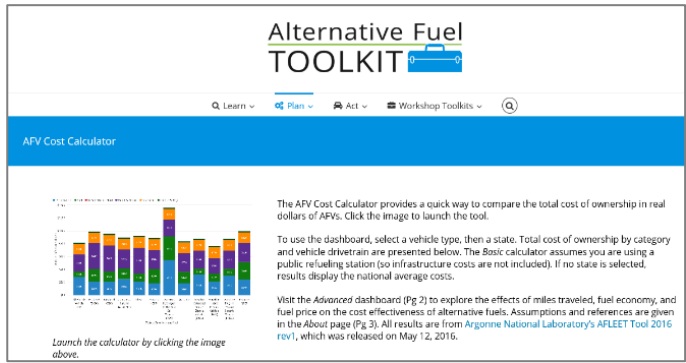 Alternative Fuel
TOOLKIT
Learn Plan Act Workshop Toolkits
AFV Cost Calculator
The AFV Cost Calculator provides a quick way to compare the total cost of ownership in real
dollars of AFVs. Click the image to launch the tool.
To use the dashboard, select a vehicle type, then a state. Total cost of ownership by category
and vehicle drivetrain are presented below. The Basic calculator assumes you are using a
public refueling station (so infrastructure costs are not included). If no state is selected,
results display the national average costs.
Visit the Advanced dashboard (Pg 2) to explore the effects of miles traveled, fuel economy, and
fuel price on the cost effectiveness of alternative fuels. Assumptions and references are given
in the About page (Pg 3). All results are from Argonne National Laboratory's AFLEET Tool 2016
rev1, which was released on May 12, 2016.
Launch the calculator by clicking the image
above.